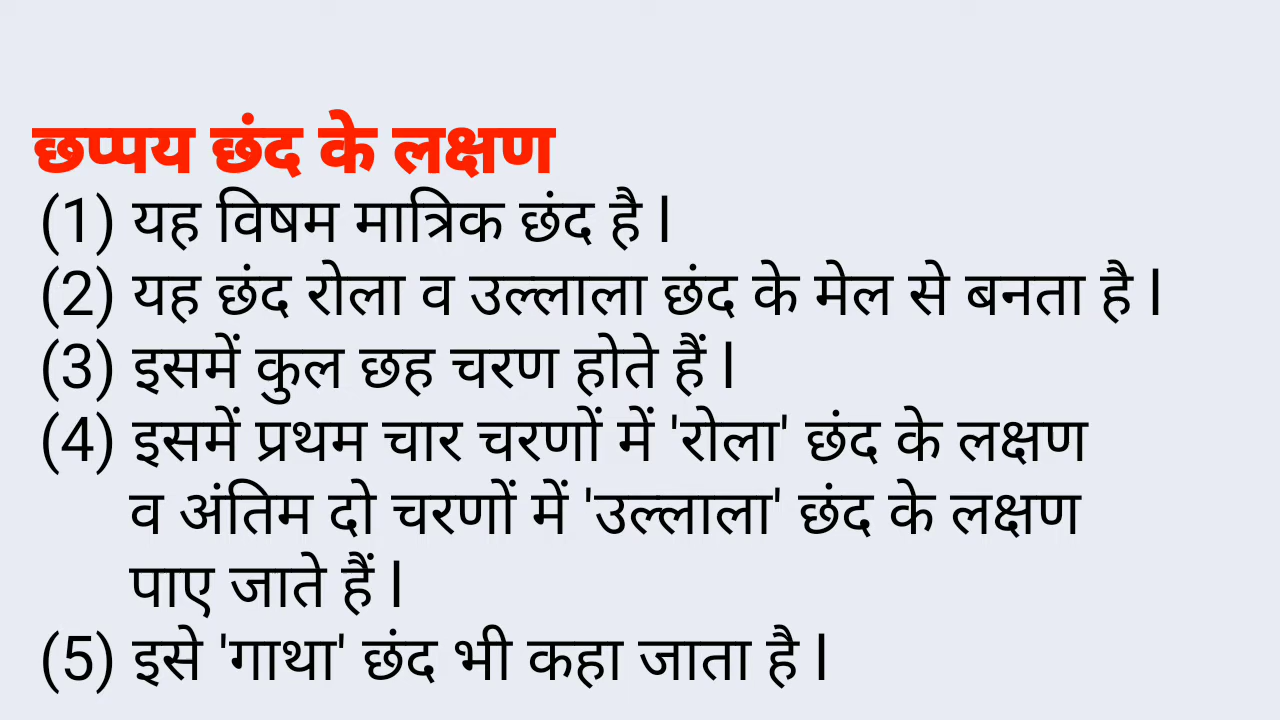 छप्पय छंद के लक्षण
(1) यह विषम मात्रिक छंद है l
(2) यह छंद रोला व उल्लाला छंद के मेल से बनता है l
(3) इसमें कुल छह चरण होते हैं l
(4) इसमें प्रथम चार चरणों में 'रोला' छंद के लक्षण
व अंतिम दो चरणों में 'उल्लाला' छंद के लक्षण
पाए जाते हैं l
(5) इसे 'गाथा' छंद भी कहा जाता है l